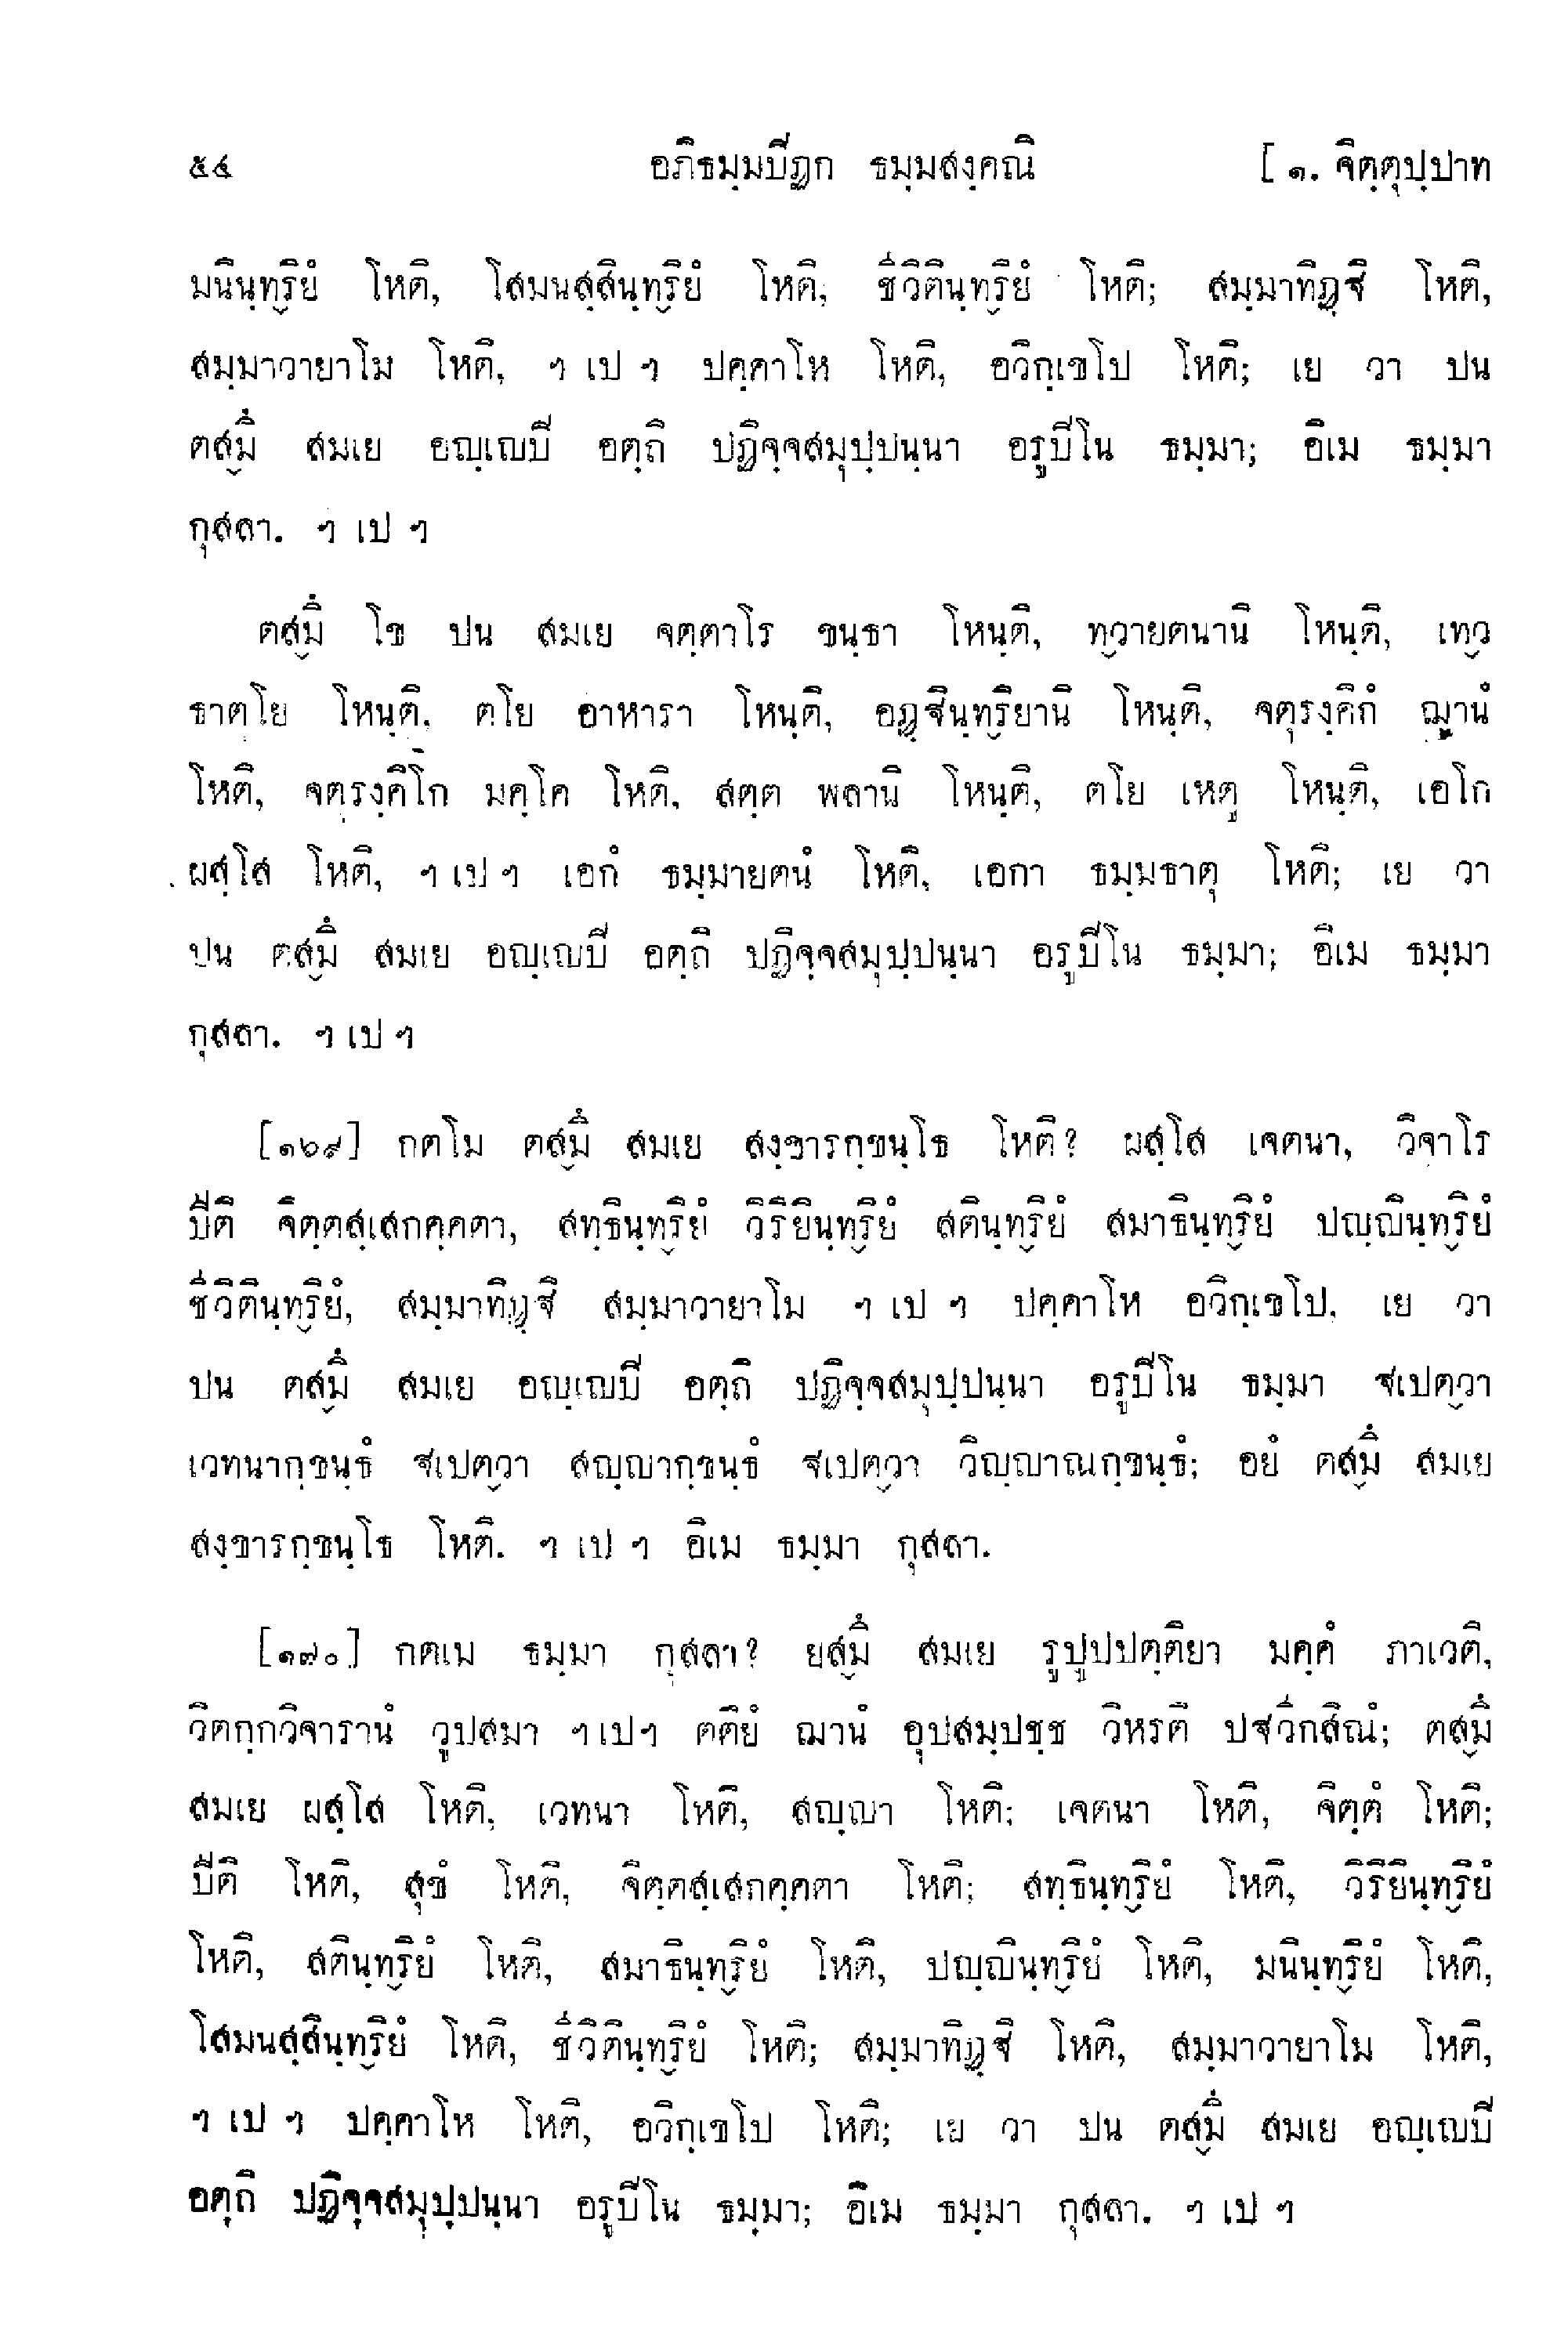 ๕๔ อภิธมฺมปิฏก ธมฺมสงฺคณิ [ ๑. จิตฺตุปฺปาท
มนินฺทฺริยํ โหติ, โสมนสฺสินฺทฺริยํ โหติ, ชีวิตินฺทฺริยํ โหติ; สมฺมาทิฏฺฐิ โหติ,
สมฺมาวายาโม โหติ, ฯ เป ฯ ปคฺคาโห โหติ, อวิกฺเขโป โหติ; เย วา ปน
ตสฺมึ สมเย อญฺเญปิ อตฺถิ ปฏิจฺจสมุปฺปนฺนา อรูปิโน ธมฺมา; อิเม ธมฺมา
กุสลา. ฯ เป ฯ
ตสฺมึ โข ปน สมเย จตฺตาโร ขนฺธา โหนฺติ, ทฺวายตนานิ โหนฺติ, เทฺว
ธาตุโย โหนฺติ, ตโย อาหารา โหนฺติ, อฏฺฐินฺทฺริยานิ โหนฺติ, จตุรงฺคิกํ ฌานํ
โหติ, จตุรงฺคิโก มคฺโค โหติ, สตฺต พลานิ โหนฺติ, ตโย เหตู โหนฺติ, เอโก
ผสฺโส โหติ, ฯ เป ฯ เอกํ ธมฺมายตนํ โหติ, เอกา ธมฺมธาตุ โหติ; เย วา
ปน ตสฺมึ สมเย อญฺเญปิ อตฺถิ ปฏิจฺจสมุปฺปนฺนา อรูปิโน ธมฺมา; อิเม ธมฺมา
กุสลา. ฯ เป ฯ
[๑๖๙] กตโม ตสฺมึ สมเย สงฺขารกฺขนฺโธ โหติ? ผสฺโส เจตนา, วิจาโร
ปีติ จิตฺตสฺเสกคฺคตา, สทฺธินฺทฺริยํ วิริยินฺทฺริยํ สตินฺทฺริยํ สมาธินฺทฺริยํ ปญฺญินฺทฺริยํ
ชีวิตินฺทฺริยํ, สมฺมาทิฏฺฐิ สมฺมาวายาโม ฯ เป ฯ ปคฺคาโห อวิกฺเขโป, เย วา
ปน ตสฺมึ สมเย อญฺเญปิ อตฺถิ ปฏิจฺจสมุปฺปนฺนา อรูปิโน ธมฺมา ฐเปตฺวา
เวทนากฺขนฺธํ ฐเปตฺวา สญฺญากฺขนฺธํ ฐเปตฺวา วิญฺญาณกฺขนฺธํ; อยํ ตสฺมึ สมเย
สงฺขารกฺขนฺโธ โหติ. ฯ เป ฯ อิเม ธมฺมา กุสลา.
[๑๗๐] กตเม ธมฺมา กุสลา? ยสฺมึ สมเย รูปูปปตฺติยา มคฺคํ ภาเวติ,
วิตกฺกวิจารานํ วูปสมา ฯ เป ฯ ตติยํ ฌานํ อุปสมฺปชฺช วิหรติ ปฐวีกสิณํ; ตสฺมึ
สมเย ผสฺโส โหติ, เวทนา โหติ, สญฺญา โหติ; เจตนา โหติ, จิตฺตํ โหติ;
ปีติ โหติ, สุขํ โหติ, จิตฺตสฺเสกคฺคตา โหติ; สทฺธินฺทฺริยํ โหติ, วิริยินฺทฺริยํ
โหติ, สตินฺทฺริยํ โหติ, สมาธินฺทฺริยํ โหติ, ปญฺญินฺทฺริยํ โหติ, มนินฺทฺริยํ โหติ,
โสมนสฺสินฺทฺริยํ โหติ, ชีวิตินฺทฺริยํ โหติ; สมฺมาทิฏฺฐิ โหติ, สมฺมาวายาโม โหติ,
ฯ เป ฯ ปคฺคาโห โหติ, อวิกฺเขโป โหติ; เย วา ปน ตสฺมึ สมเย อญฺเญปิ
อตฺถิ ปฏิจฺจสมุปฺปนฺนา อรูปิโน ธมฺมา; อิเม ธมฺมา กุสลา. ฯ เป ฯ